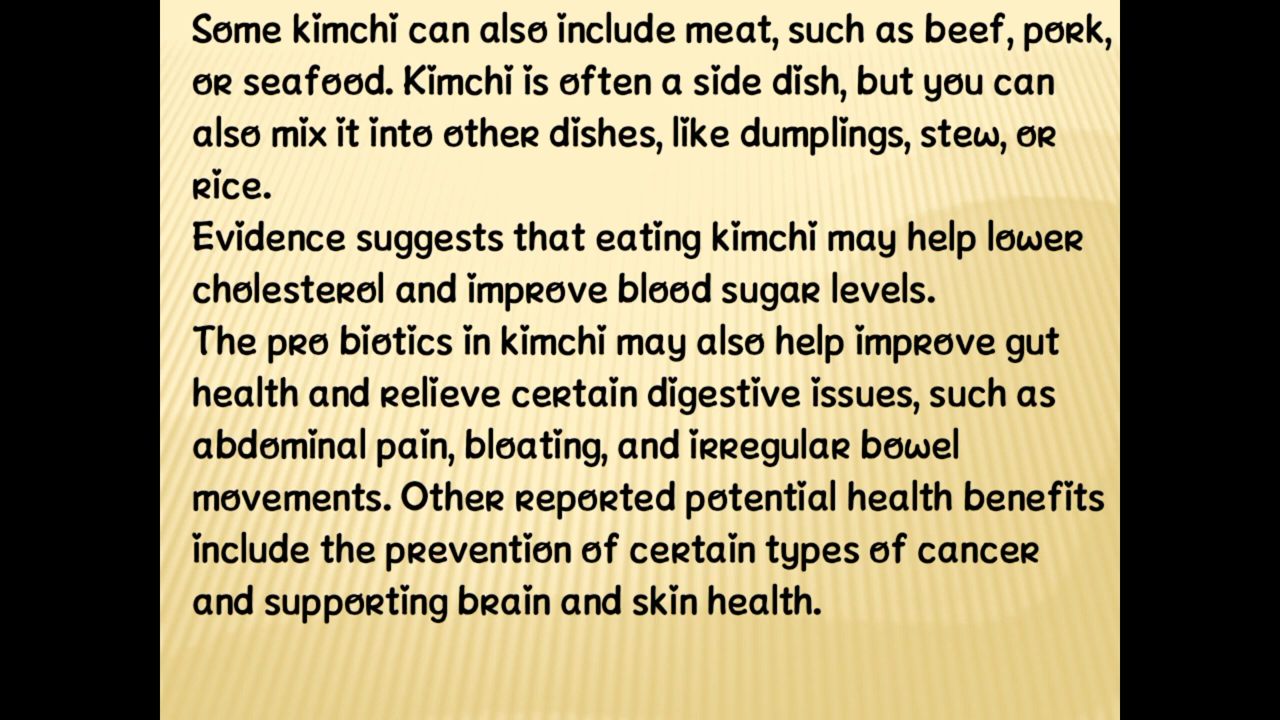 Some kimchi can also include meat, such as beef, pork,
or seafood. Kimchi is often a side dish, but you can
also mix it into other dishes, like dumplings, stew, or
rice.
Evidence suggests that eating kimchi may help lower
cholesterol and improve blood sugar levels.
The pro biotics in kimchi may also help improve gut
health and relieve certain digestive issues, such as
abdominal pain, bloating, and irregular bowel
movements. Other reported potential health benefits
include the prevention of certain types of cancer
and supporting brain and skin health.